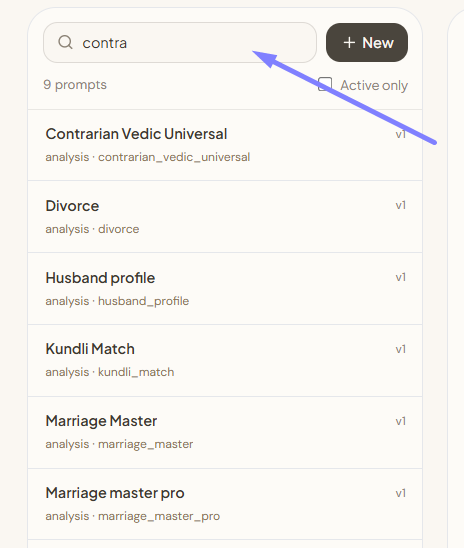 contra
+ New
9 prompts
Active only
Contrarian Vedic Universal
v1
analysis · contrarian_vedic_universal
Divorce
v1
analysis · divorce
Husband profile
v1
analysis · husband_profile
Kundli Match
v1
analysis · kundli_match
Marriage Master
v1
analysis · marriage_master
Marriage master pro
v1
analysis · marriage_master_pro